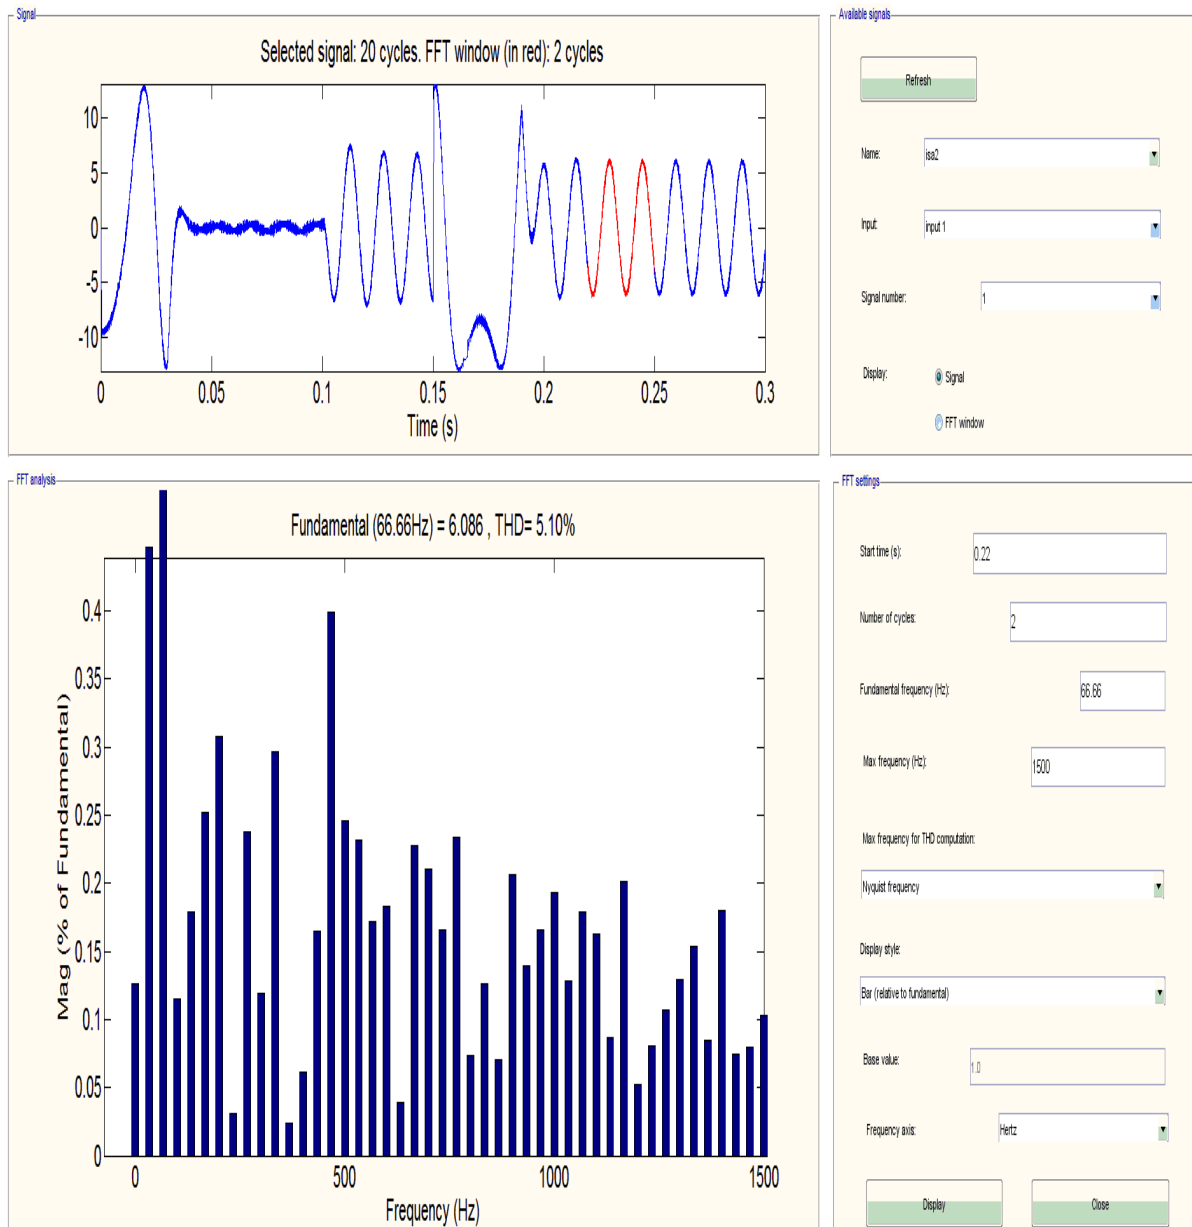 Signal
Selected signal: 20 cycles. FFT window (in red): 2 cycles
10
5
0
-5
-10
0
0.05
0.1
0.15
0.2
0.25
0.3
Time (s)
Available signals
Refresh
Name:
isa2
Input:
input 1
Signal number:
1
Display:
Signal
FFT window
FFT analysis
Fundamental (66.66Hz) = 6.086 , THD= 5.10%
Mag (% of Fundamental)
0.4
0.35
0.3
0.25
0.2
0.15
0.1
0.05
0
0
500
1000
1500
Frequency (Hz)
FFT settings
Start time (s):
0.22
Number of cycles:
2
Fundamental frequency (Hz):
66.66
Max frequency (Hz):
1500
Max frequency for THD computation:
Nyquist frequency
Display style:
Bar (relative to fundamental)
Base value:
1.0
Frequency axis:
Hertz
Display
Close